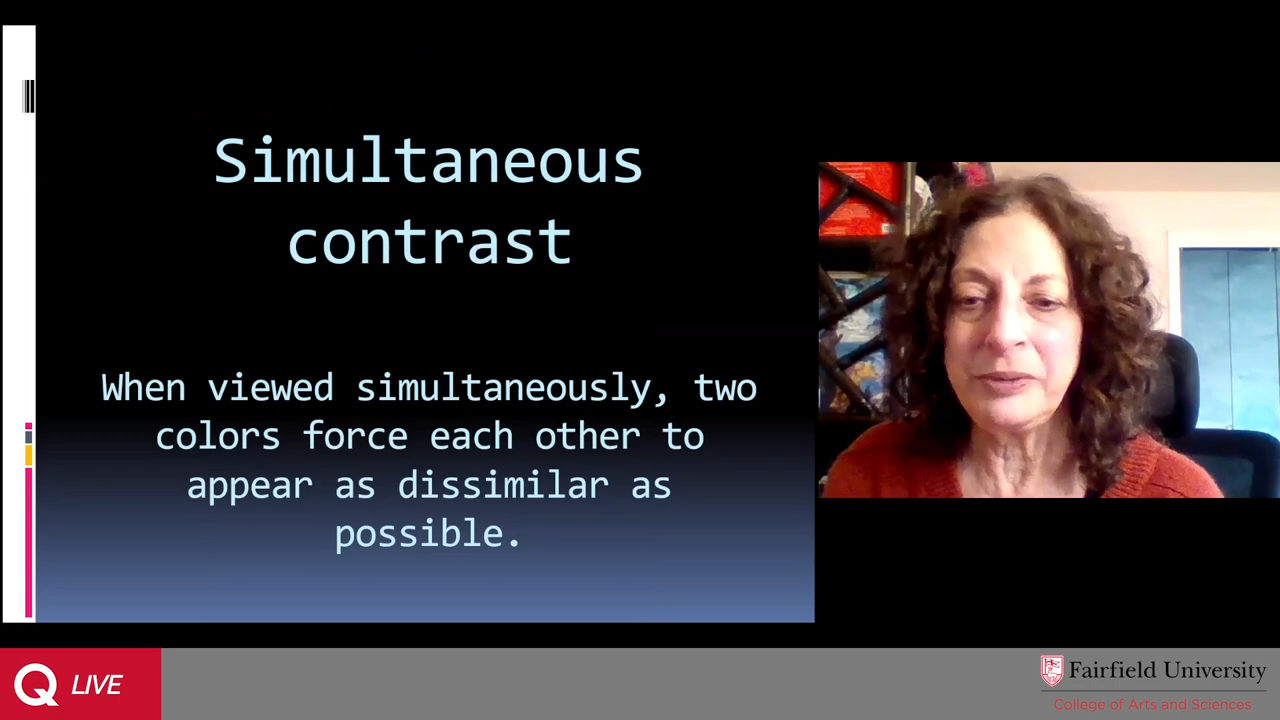 Simultaneous
contrast
When viewed simultaneously, two
colors force each other to
appear as dissimilar as
possible.
Q LIVE
Fairfield University
College of Arts and Sciences